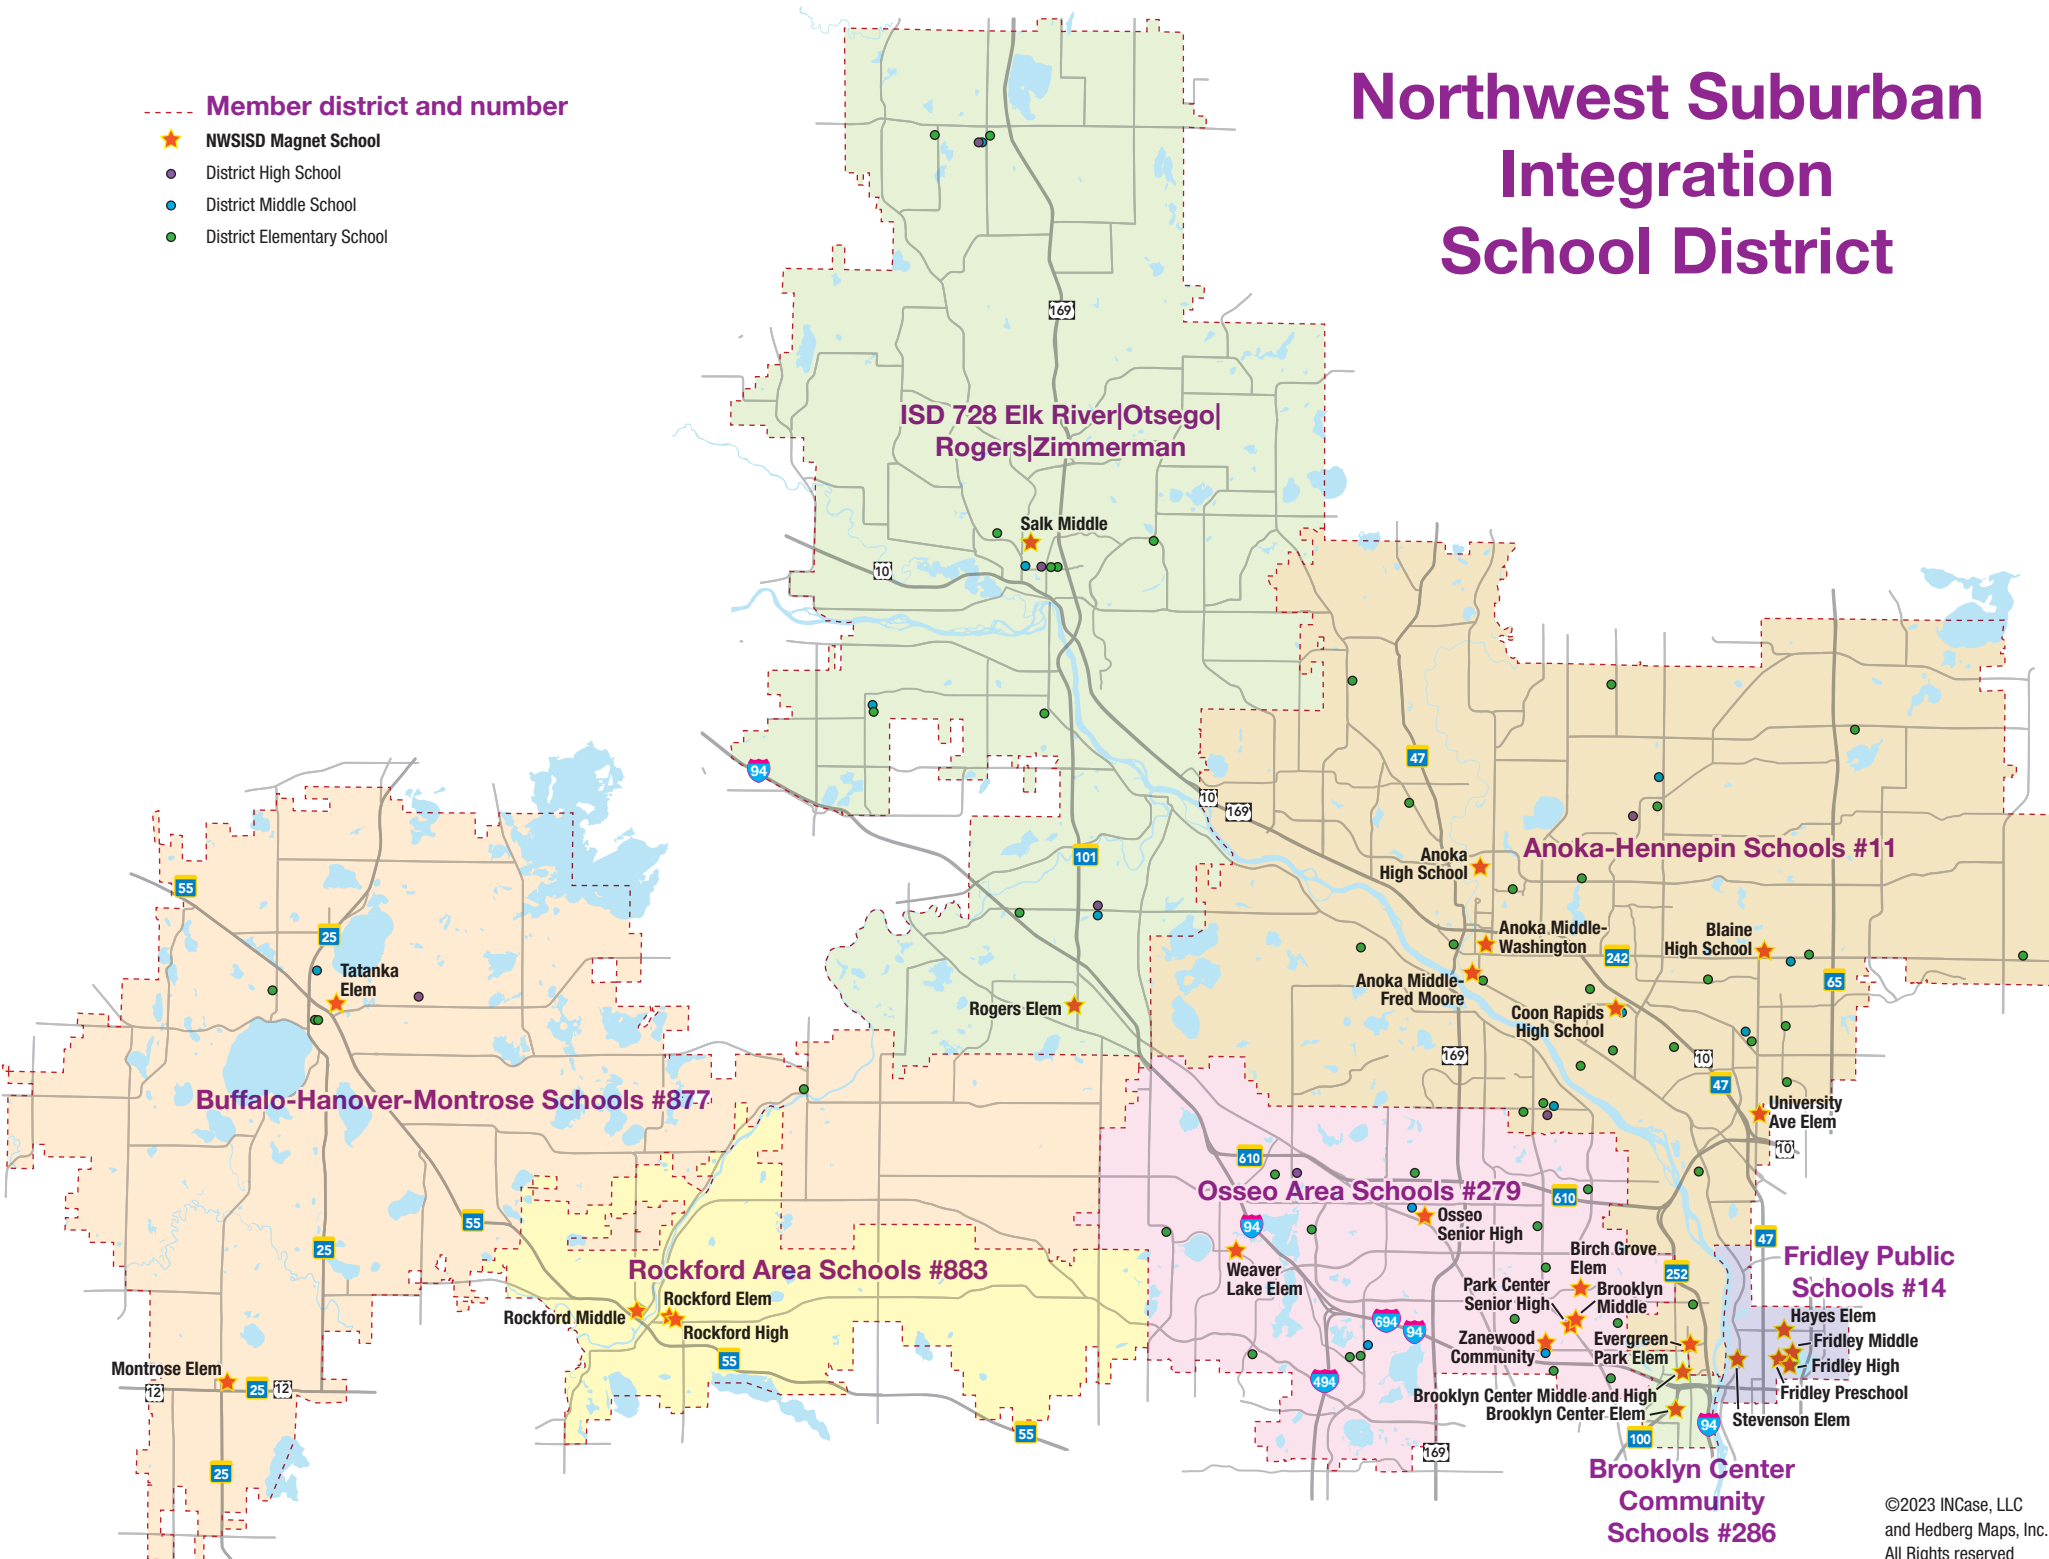 Northwest Suburban
Integration
School District
Member district and number
NWSISD Magnet School
District High School
District Middle School
District Elementary School
169
ISD 728 Elk River|Otsego|
Rogers|Zimmerman
Salk Middle
10
94
47
10
169
101
Anoka
High School
Anoka-Hennepin Schools #11
55
25
Anoka Middle-
Washington
Blaine
High School
242
65
Tatanka
Elem
Anoka Middle-
Fred Moore
Rogers Elem
Coon Rapids
High School
169
10
47
Buffalo-Hanover-Montrose Schools #877
University
Ave Elem
10
610
Osseo Area Schools #279
610
55
94
Osseo
Senior High
25
47
Weaver
Lake Elem
Birch Grove
Elem
252
Fridley Public
Schools #14
Rockford Area Schools #883
Park Center
Senior High
Brooklyn
Middle
Rockford Middle
Rockford Elem
Rockford High
694
94
Hayes Elem
Zanewood
Community
Evergreen
Park Elem
Fridley Middle
Fridley High
55
Montrose Elem
12
25
12
494
Brooklyn Center Middle and High
Brooklyn Center Elem
Fridley Preschool
Stevenson Elem
55
94
100
169
25
Brooklyn Center
Community
Schools #286
©2023 INCase, LLC
and Hedberg Maps, Inc.
All Rights reserved